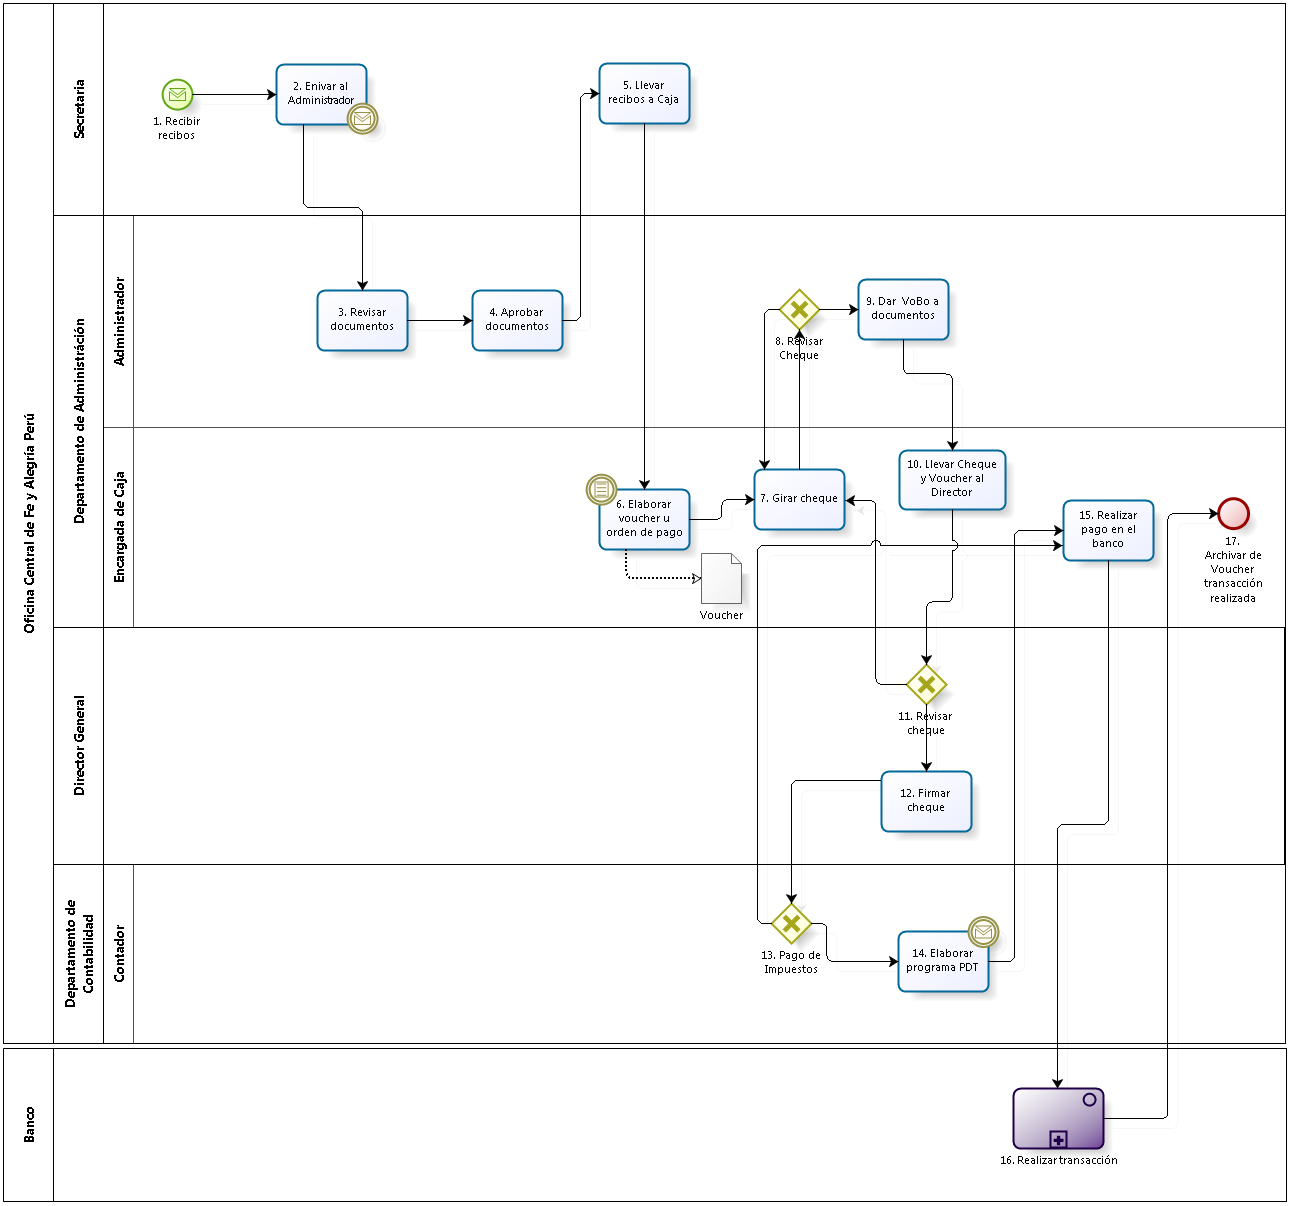 Oficina Central de Fe y Alegría Perú
Secretaria
1. Recibir
recibos
2. Enivar al
Administrador
5. Llevar
recibos a Caja
Departamento de Administráción
Administrador
3. Revisar
documentos
4. Aprobar
documentos
8. Revisar
Cheque
9. Dar VoBo a
documentos
Encargada de Caja
6. Elaborar
voucher u
orden de pago
Voucher
7. Girar cheque
10. Llevar Cheque
y Voucher al
Director
15. Realizar
pago en el
banco
17.
Archivar de
Voucher
transacción
realizada
Director General
11. Revisar
cheque
12. Firmar
cheque
Departamento de
Contabilidad
Contador
13. Pago de
Impuestos
14. Elaborar
programa PDT
Banco
16. Realizar transacción